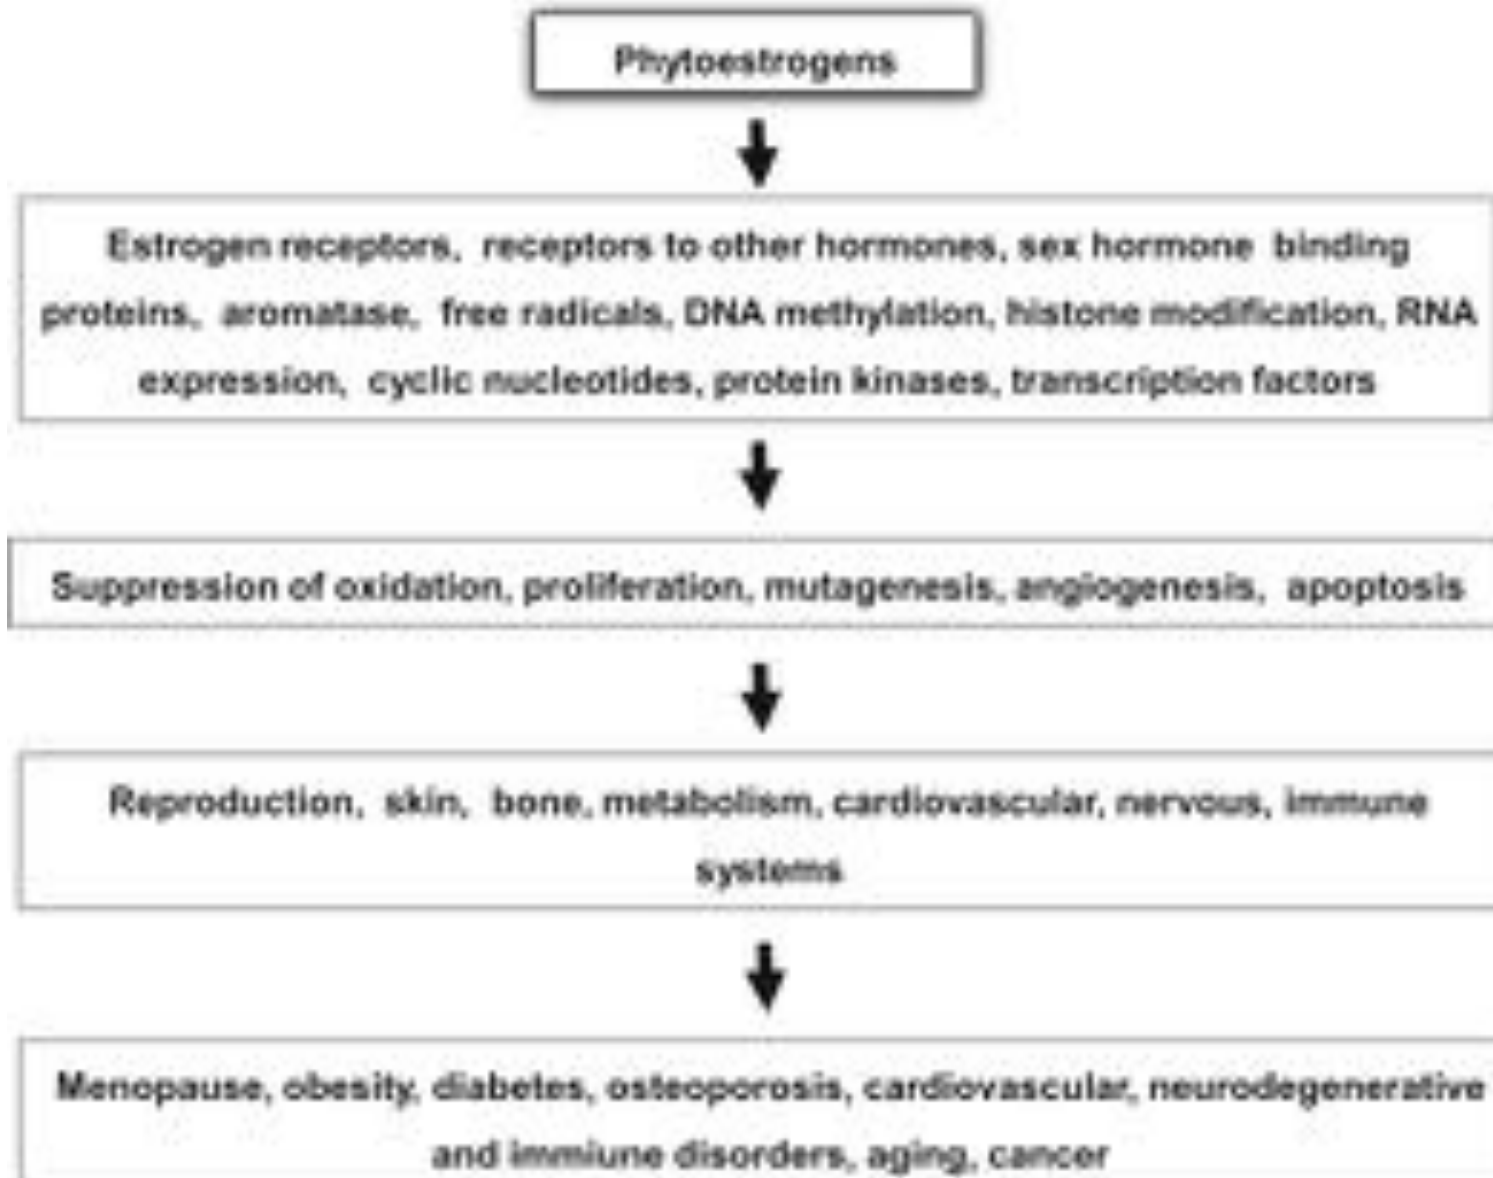 Phytoestrogens
Estrogen receptors, receptors to other hormones, sex hormone binding
proteins, aromatase, free radicals, DNA methylation, histone modification, RNA
expression, cyclic nucleotides, protein kinases, transcription factors
Suppression of oxidation, proliferation, mutagenesis, angiogenesis, apoptosis
Reproduction, skin, bone, metabolism, cardiovascular, nervous, immune
systems
Menopause, obesity, diabetes, osteoporosis, cardiovascular, neurodegenerative
and immiune disorders, aging, cancer